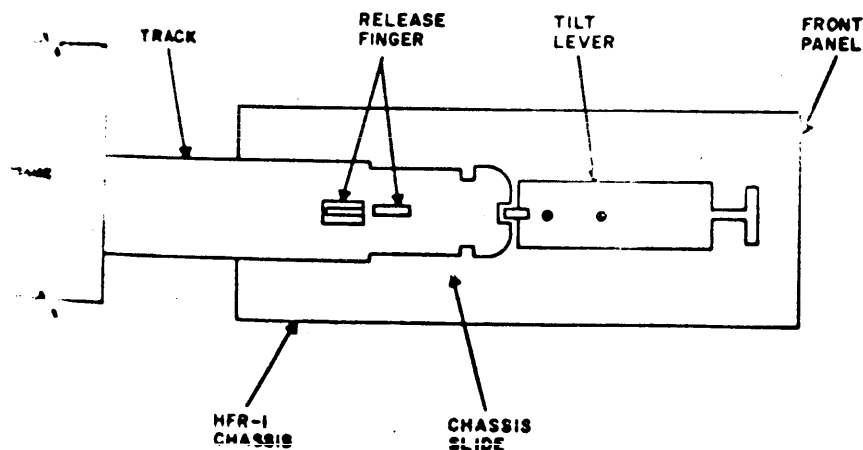 TRACK
RELEASE
FINGER
TILT
LEVER
FRONT
PANEL
HFR-1
CHASSIS
CHASSIS
SLIDE